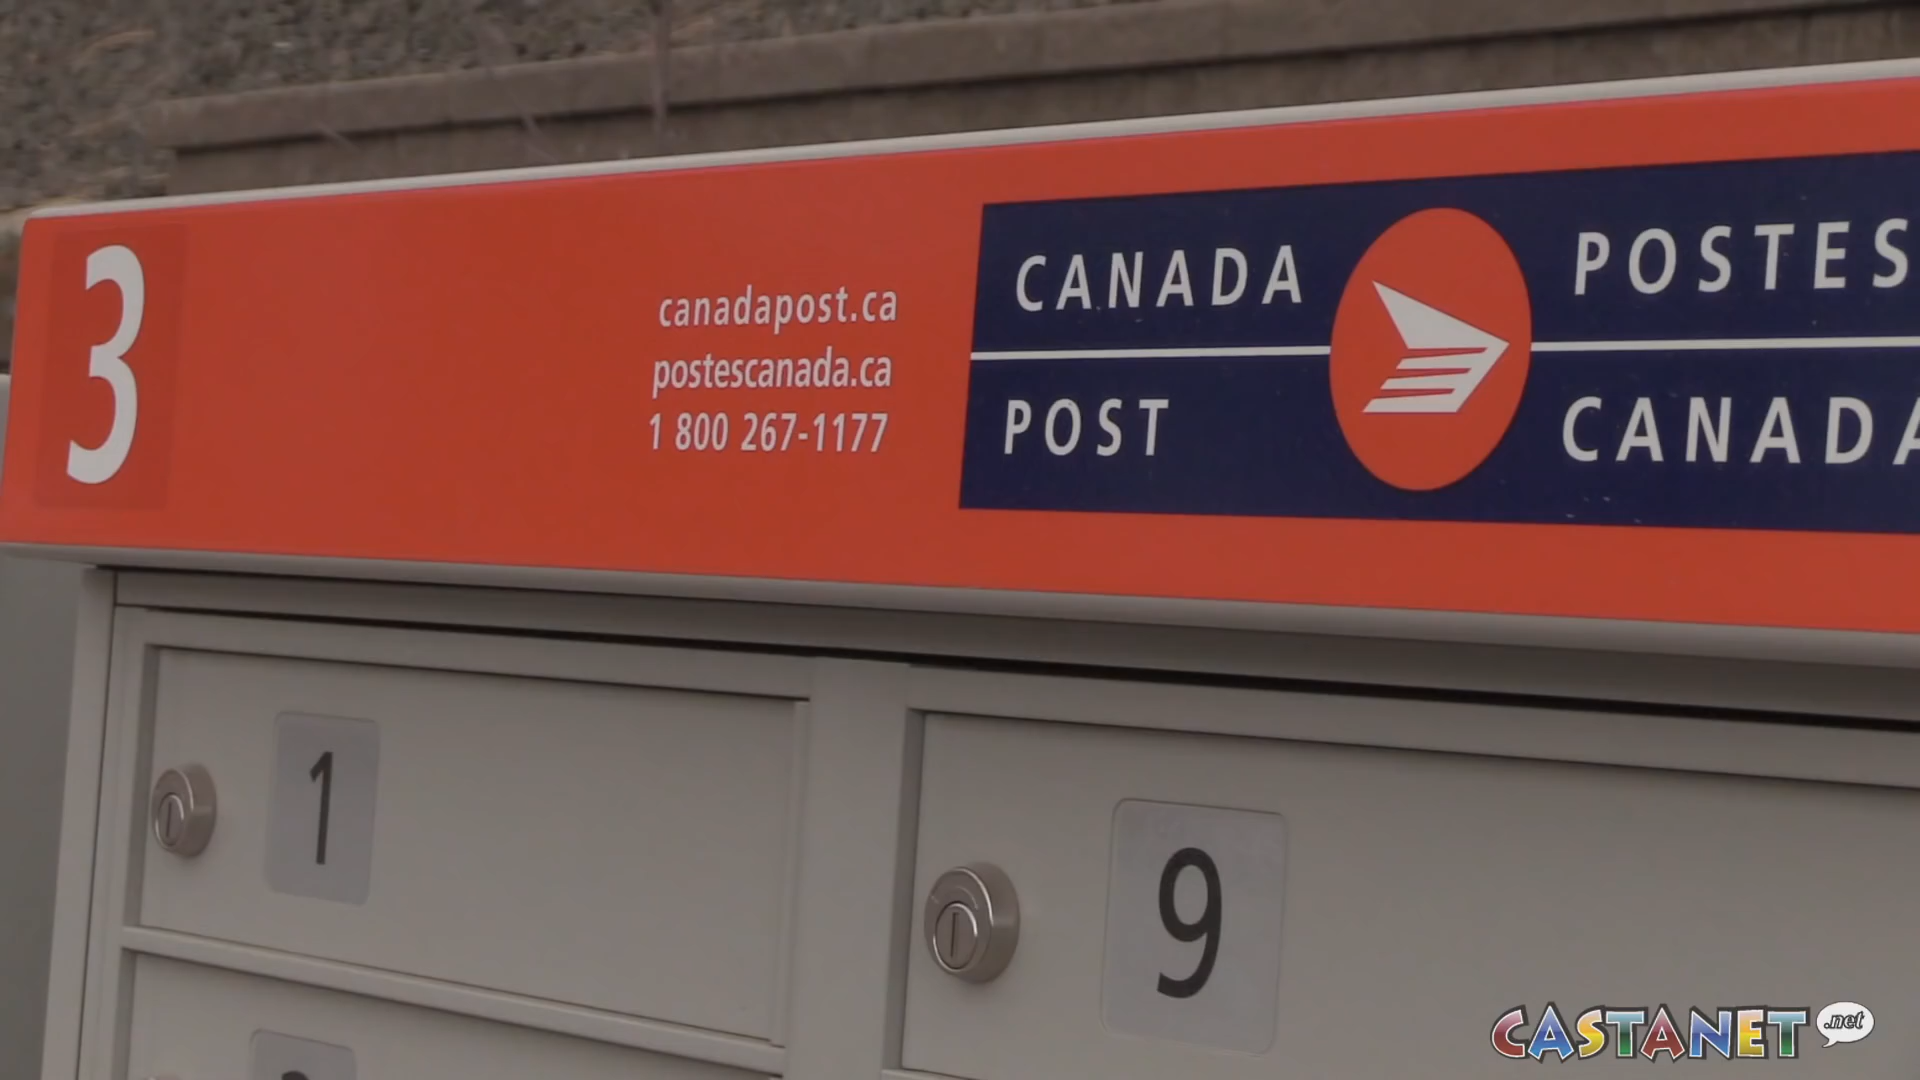 3
canadapost.ca
postescanada.ca
1 800 267-1177
CANADA
POST
POSTES
CANADA
1
9
CASTANET.net